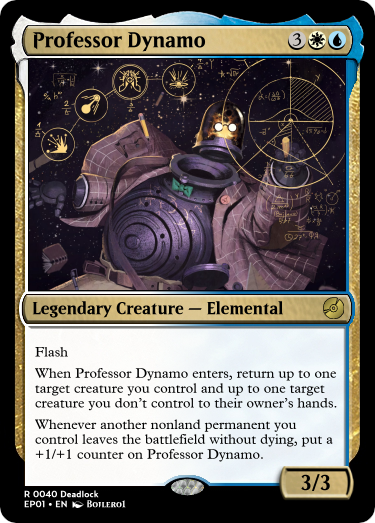 Professor Dynamo 3
Legendary Creature — Elemental
Flash
When Professor Dynamo enters, return up to one
target creature you control and up to one target
creature you don't control to their owner's hands.
Whenever another nonland permanent you
control leaves the battlefield without dying, put a
+1/+1 counter on Professor Dynamo.
3/3
R 0040 Deadlock
EP01 • EN Boilerol